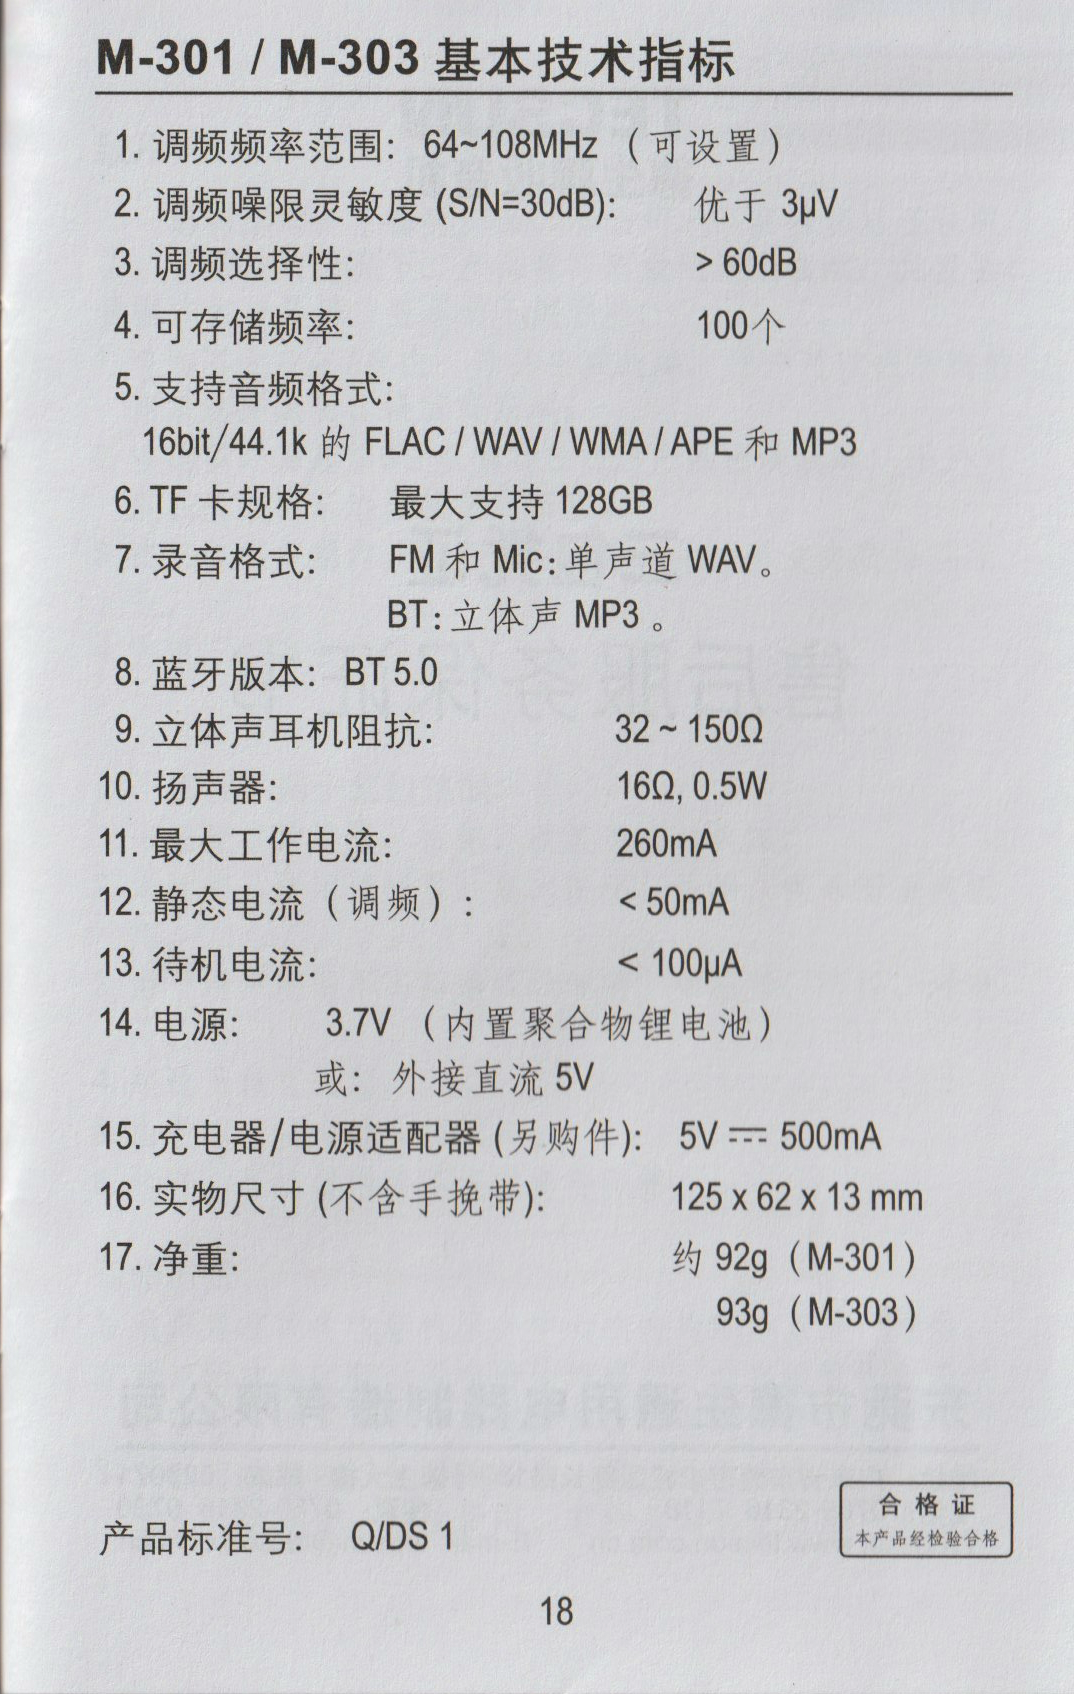 M-301 / M-303 基本技术指标
1. 调频频率范围: 64~108MHz （可设置）
2. 调频噪限灵敏度 (S/N=30dB): 优于 3μV
3. 调频选择性: > 60dB
4. 可存储频率: 100个
5. 支持音频格式:
16bit/44.1k 的 FLAC / WAV / WMA / APE 和 MP3
6. TF 卡规格: 最大支持 128GB
7. 录音格式: FM 和 Mic: 单声道 WAV。
BT: 立体声 MP3 。
8. 蓝牙版本: BT 5.0
9. 立体声耳机阻抗: 32 ~ 150Ω
10. 扬声器: 16Ω, 0.5W
11. 最大工作电流: 260mA
12. 静态电流（调频）: < 50mA
13. 待机电流: < 100μA
14. 电源: 3.7V （内置聚合物锂电池）
或: 外接直流 5V
15. 充电器/电源适配器 (另购件): 5V ⎓ 500mA
16. 实物尺寸 (不含手挽带): 125 x 62 x 13 mm
17. 净重: 约 92g（M-301）
93g（M-303）
产品标准号: Q/DS 1
合格证
本产品经检验合格
18